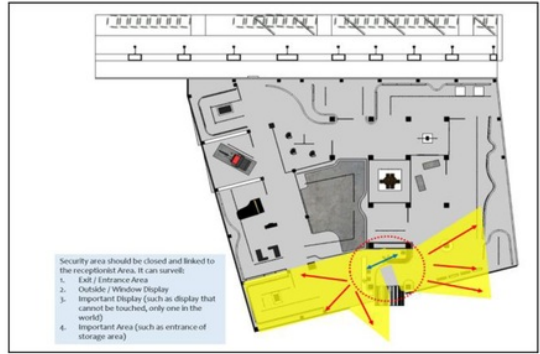 Security area should be closed and linked to
the receptionist Area. It can surveil:
1. Exit / Entrance Area
2. Outside / Window Display
3. Important Display (such as display that
cannot be touched, only one in the
world)
4. Important Area (such as entrance of
storage area)